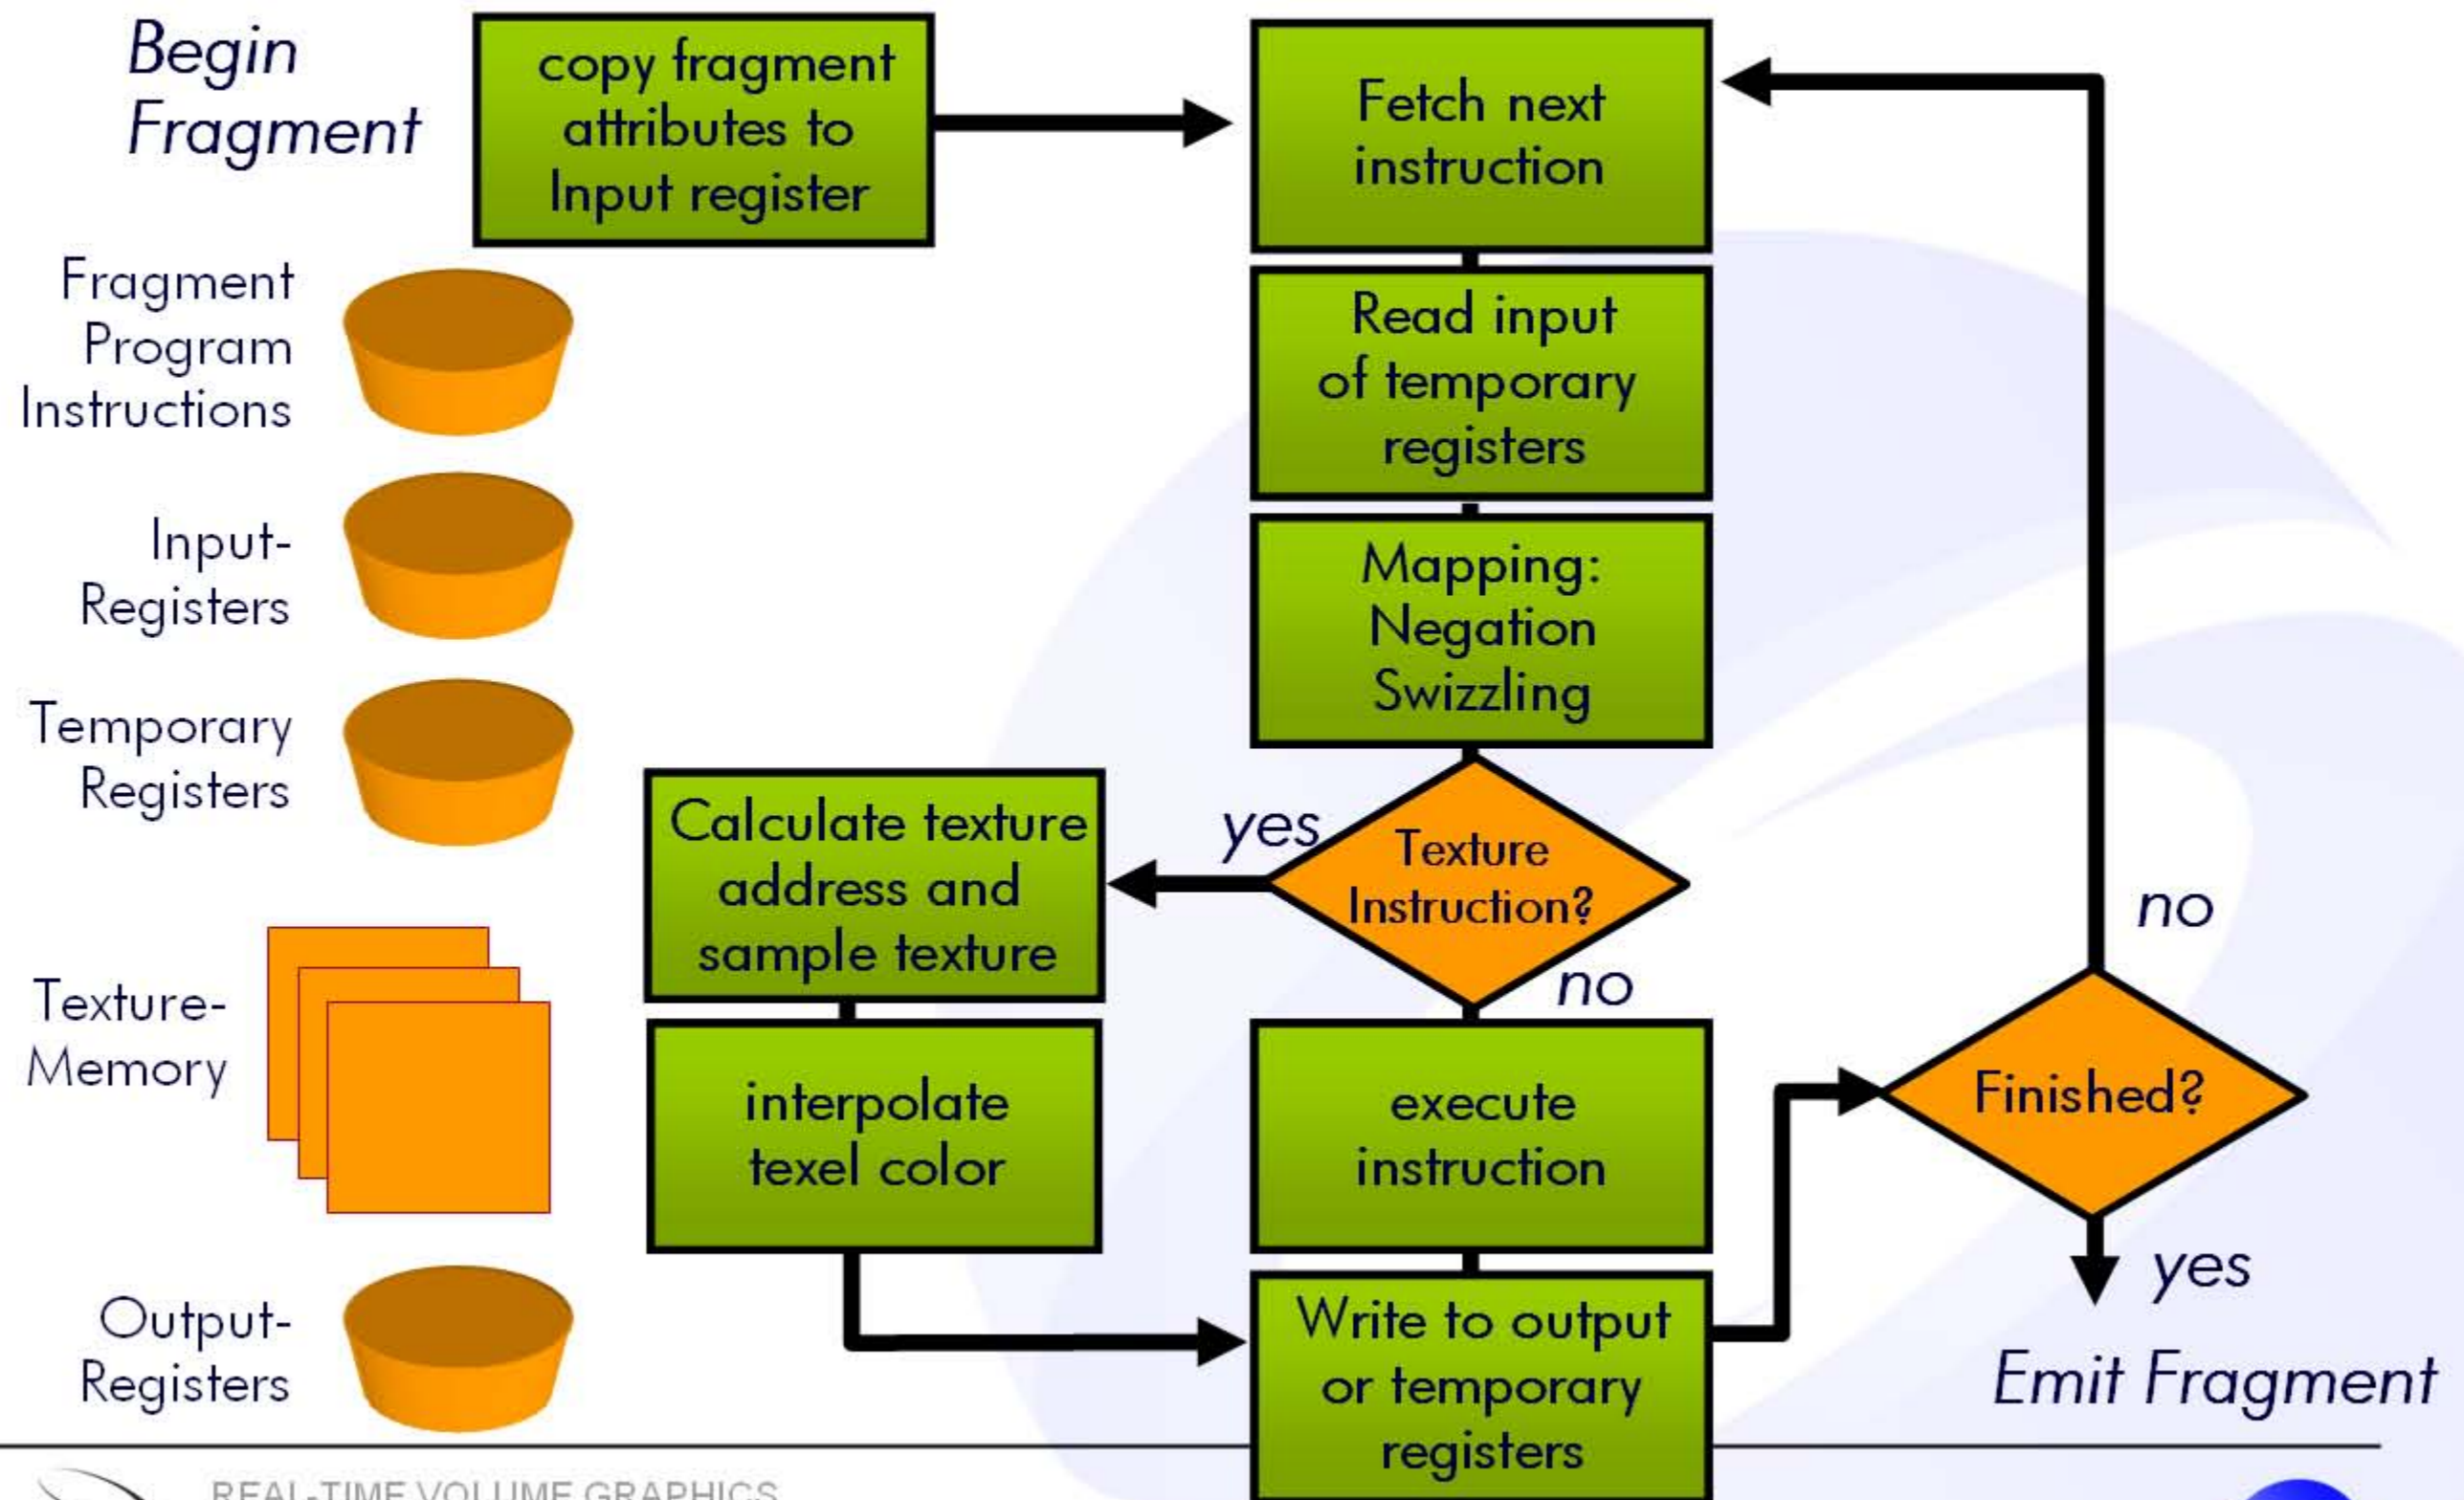 Begin
Fragment
copy fragment
attributes to
Input register
Fetch next
instruction
Read input
of temporary
registers
Mapping:
Negation
Swizzling
Texture
Instruction?
yes
no
Calculate texture
address and
sample texture
interpolate
texel color
execute
instruction
Write to output
or temporary
registers
Finished?
no
yes
Emit Fragment
Fragment
Program
Instructions
Input-
Registers
Temporary
Registers
Texture-
Memory
Output-
Registers
REAL-TIME VOLUME GRAPHICS